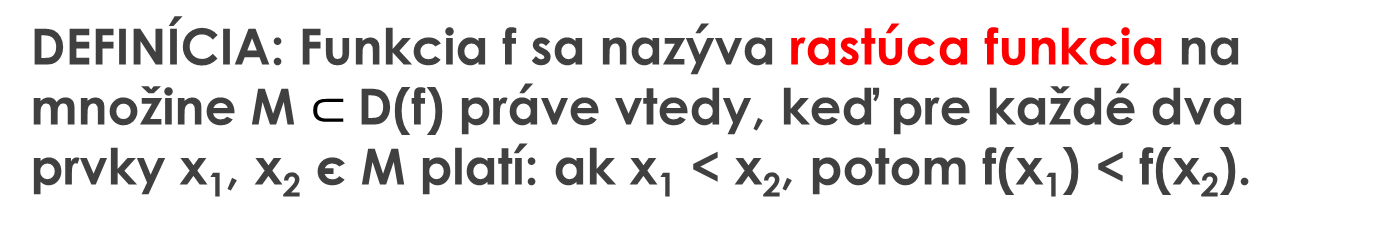 DEFINÍCIA: Funkcia f sa nazýva rastúca funkcia na
množine M ⊂ D(f) práve vtedy, keď pre každé dva
prvky x₁, x₂ є M platí: ak x₁ < x₂, potom f(x₁) < f(x₂).